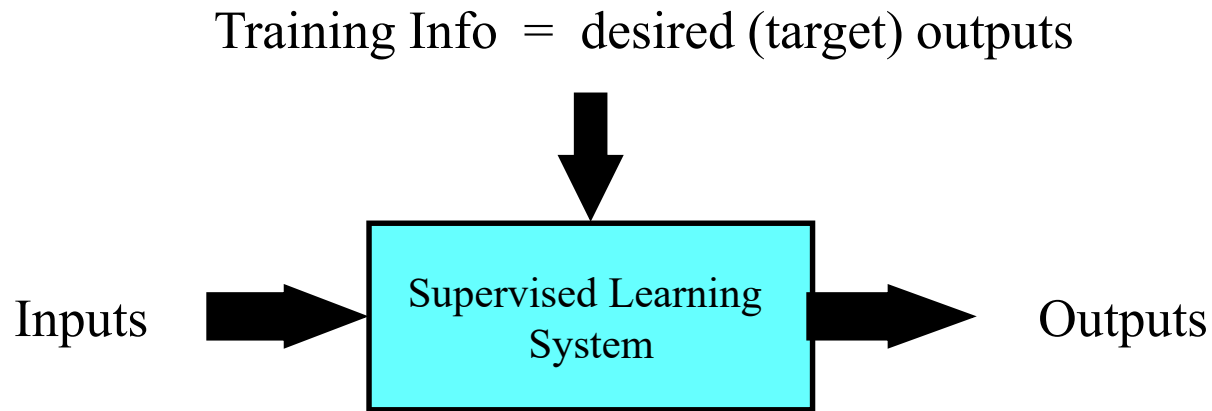 Training Info = desired (target) outputs
Supervised Learning
System
Inputs
Outputs